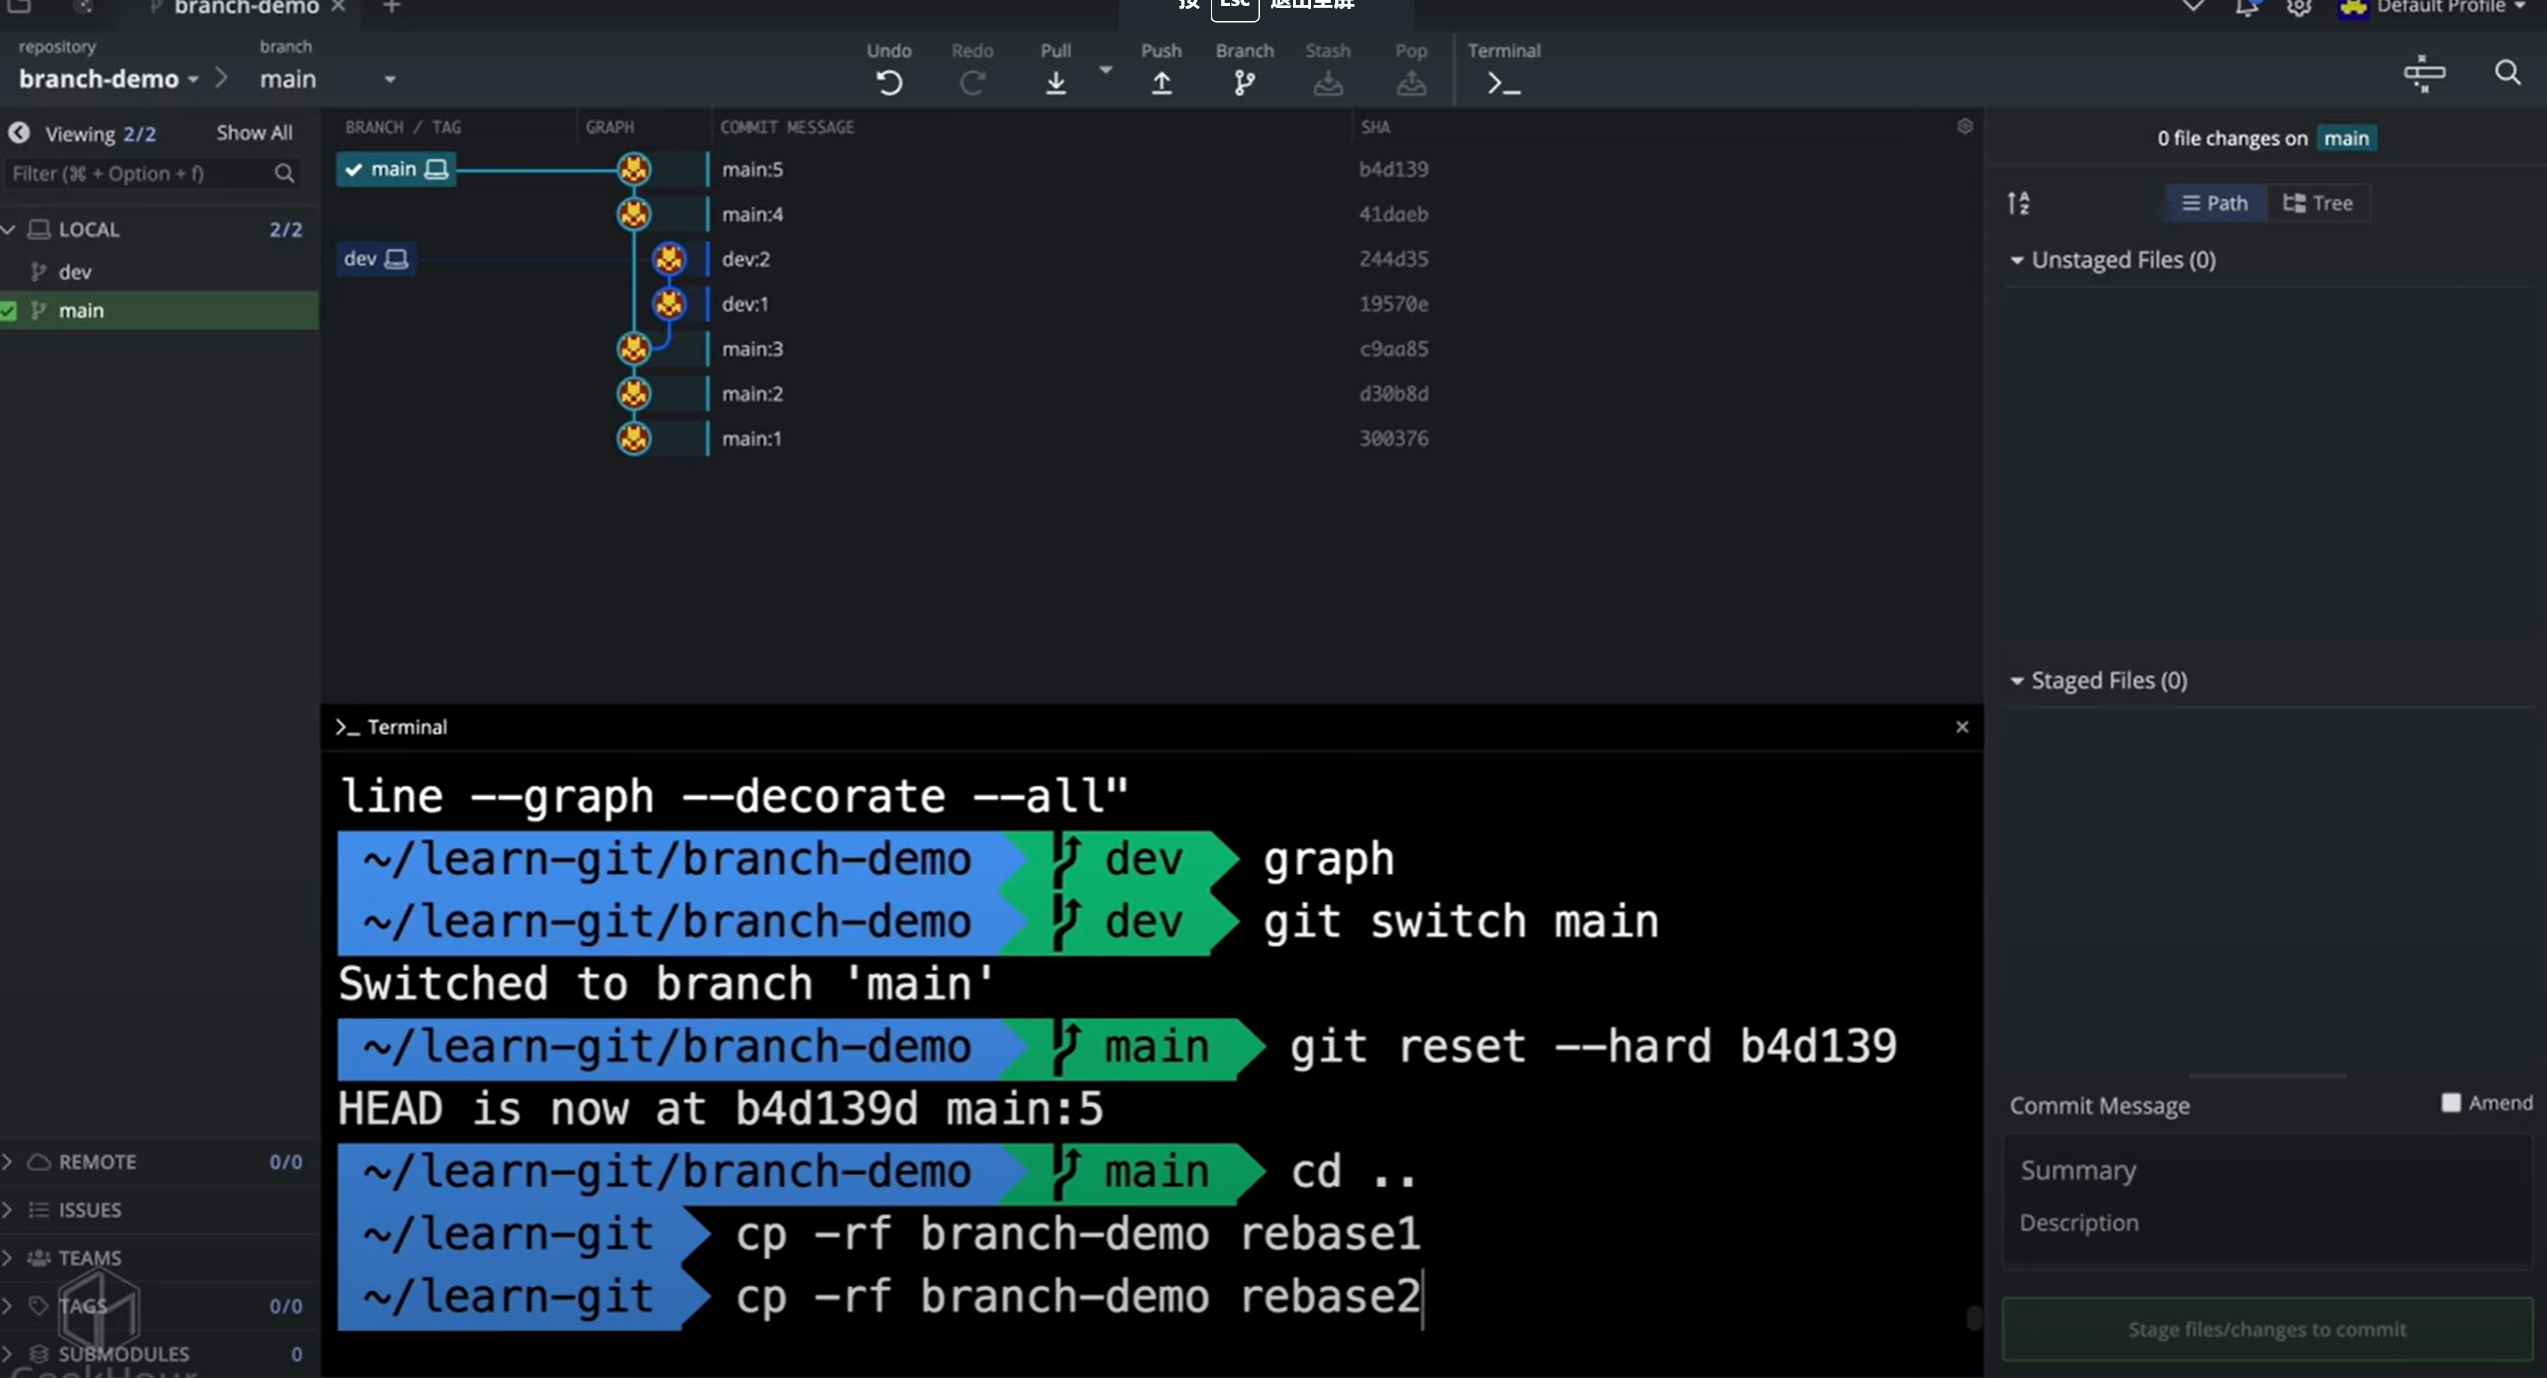 branch-demo
按 Esc 退出全屏
Default Profile
repository
branch-demo
branch
main
Undo
Redo
Pull
Push
Branch
Stash
Pop
Terminal
Viewing 2/2
Show All
Filter (⌘ + Option + f)
LOCAL
2/2
dev
main
BRANCH / TAG
GRAPH
COMMIT MESSAGE
SHA
main
main:5
b4d139
main:4
41daeb
dev
dev:2
244d35
dev:1
19570e
main:3
c9aa85
main:2
d30b8d
main:1
300376
0 file changes on main
Path
Tree
Unstaged Files (0)
Staged Files (0)
Terminal
line --graph --decorate --all"
~/learn-git/branch-demo dev graph
~/learn-git/branch-demo dev git switch main
Switched to branch 'main'
~/learn-git/branch-demo main git reset --hard b4d139
HEAD is now at b4d139d main:5
~/learn-git/branch-demo main cd ..
~/learn-git cp -rf branch-demo rebase1
~/learn-git cp -rf branch-demo rebase2
REMOTE
0/0
ISSUES
TEAMS
TAGS
0/0
SUBMODULES
0
GeekHour
Commit Message
Amend
Summary
Description
Stage files/changes to commit